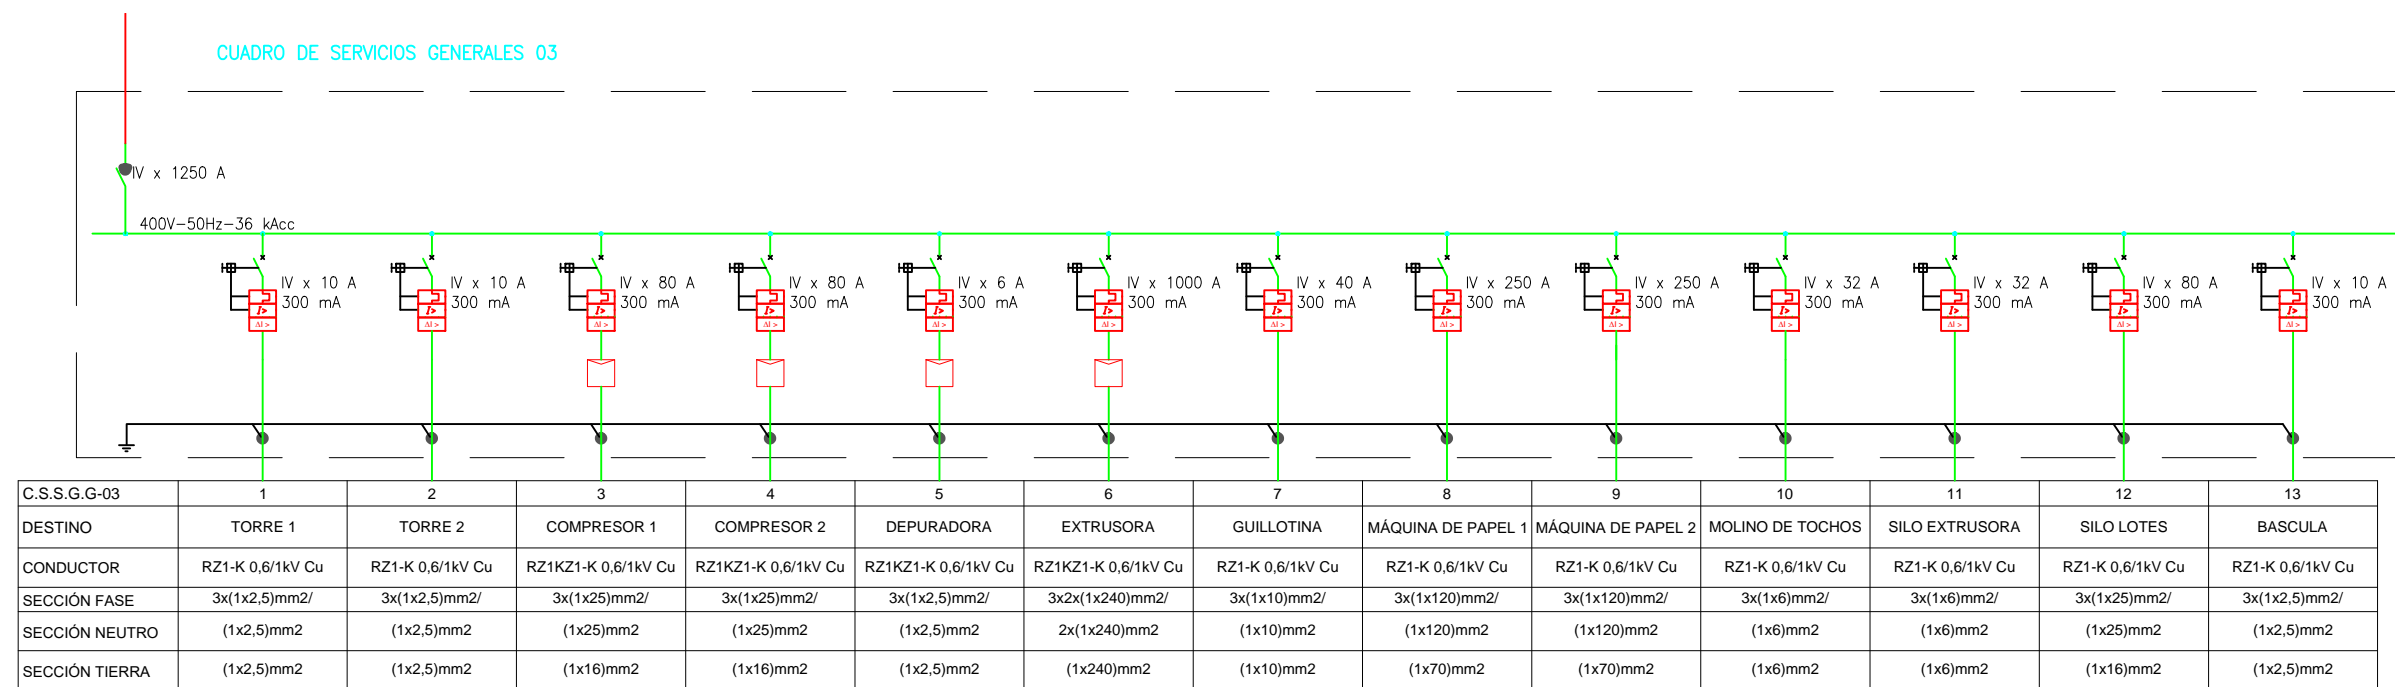 CUADRO DE SERVICIOS GENERALES 03
IV x 1250 A
400V-50Hz-36 kAcc
IV x 10 A
300 mA
I>
ΔI >
IV x 10 A
300 mA
I>
ΔI >
IV x 80 A
300 mA
I>
ΔI >
IV x 80 A
300 mA
I>
ΔI >
IV x 6 A
300 mA
I>
ΔI >
IV x 1000 A
300 mA
I>
ΔI >
IV x 40 A
300 mA
I>
ΔI >
IV x 250 A
300 mA
I>
ΔI >
IV x 250 A
300 mA
I>
ΔI >
IV x 32 A
300 mA
I>
ΔI >
IV x 32 A
300 mA
I>
ΔI >
IV x 80 A
300 mA
I>
ΔI >
IV x 10 A
300 mA
I>
ΔI >
C.S.S.G.G-03 1 2 3 4 5 6 7 8 9 10 11 12 13
DESTINO TORRE 1 TORRE 2 COMPRESOR 1 COMPRESOR 2 DEPURADORA EXTRUSORA GUILLOTINA MÁQUINA DE PAPEL 1 MÁQUINA DE PAPEL 2 MOLINO DE TOCHOS SILO EXTRUSORA SILO LOTES BASCULA
CONDUCTOR RZ1-K 0,6/1kV Cu RZ1-K 0,6/1kV Cu RZ1KZ1-K 0,6/1kV Cu RZ1KZ1-K 0,6/1kV Cu RZ1KZ1-K 0,6/1kV Cu RZ1KZ1-K 0,6/1kV Cu RZ1-K 0,6/1kV Cu RZ1-K 0,6/1kV Cu RZ1-K 0,6/1kV Cu RZ1-K 0,6/1kV Cu RZ1-K 0,6/1kV Cu RZ1-K 0,6/1kV Cu RZ1-K 0,6/1kV Cu
SECCIÓN FASE 3x(1x2,5)mm2/ 3x(1x2,5)mm2/ 3x(1x25)mm2/ 3x(1x25)mm2/ 3x(1x2,5)mm2/ 3x2x(1x240)mm2/ 3x(1x10)mm2/ 3x(1x120)mm2/ 3x(1x120)mm2/ 3x(1x6)mm2/ 3x(1x6)mm2/ 3x(1x25)mm2/ 3x(1x2,5)mm2/
SECCIÓN NEUTRO (1x2,5)mm2 (1x2,5)mm2 (1x25)mm2 (1x25)mm2 (1x2,5)mm2 2x(1x240)mm2 (1x10)mm2 (1x120)mm2 (1x120)mm2 (1x6)mm2 (1x6)mm2 (1x25)mm2 (1x2,5)mm2
SECCIÓN TIERRA (1x2,5)mm2 (1x2,5)mm2 (1x16)mm2 (1x16)mm2 (1x2,5)mm2 (1x240)mm2 (1x10)mm2 (1x70)mm2 (1x70)mm2 (1x6)mm2 (1x6)mm2 (1x16)mm2 (1x2,5)mm2